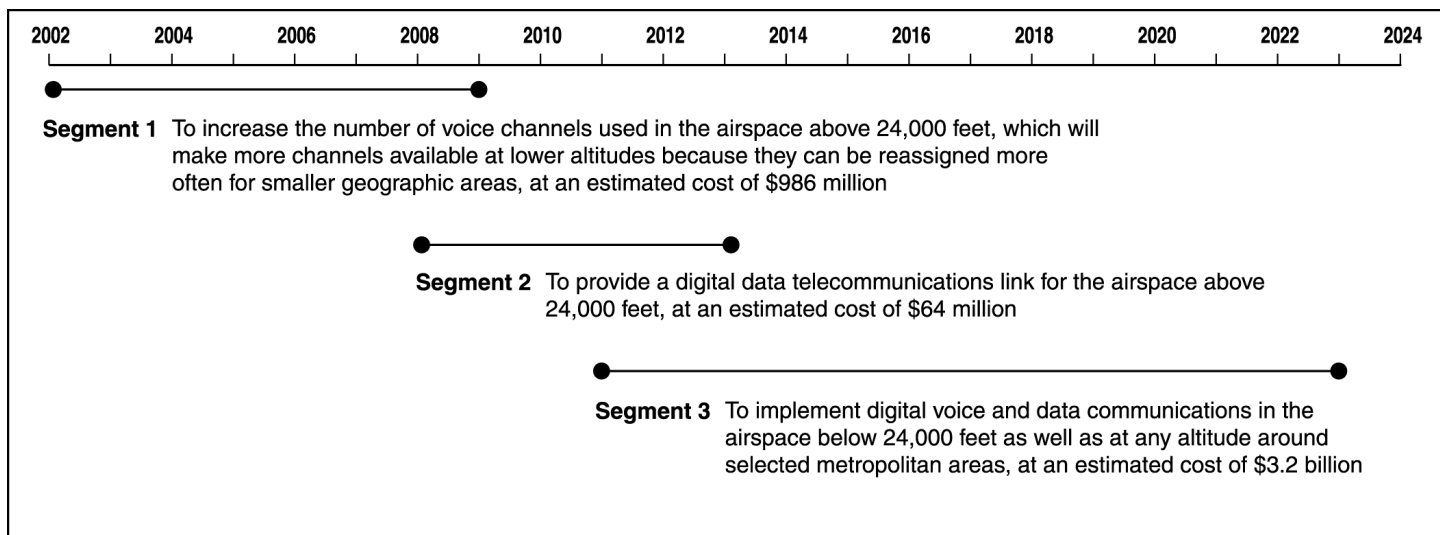 2002 2004 2006 2008 2010 2012 2014 2016 2018 2020 2022 2024
Segment 1 To increase the number of voice channels used in the airspace above 24,000 feet, which will
make more channels available at lower altitudes because they can be reassigned more
often for smaller geographic areas, at an estimated cost of $986 million
Segment 2 To provide a digital data telecommunications link for the airspace above
24,000 feet, at an estimated cost of $64 million
Segment 3 To implement digital voice and data communications in the
airspace below 24,000 feet as well as at any altitude around
selected metropolitan areas, at an estimated cost of $3.2 billion